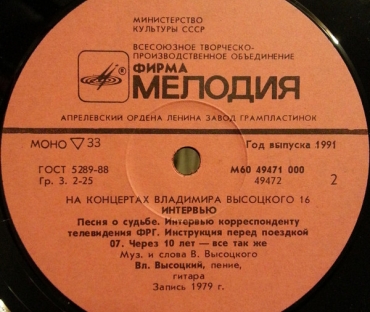 МИНИСТЕРСТВО
КУЛЬТУРЫ СССР
ВСЕСОЮЗНОЕ ТВОРЧЕСКО-
ПРОИЗВОДСТВЕННОЕ ОБЪЕДИНЕНИЕ
ФИРМА
МЕЛОДИЯ
АПРЕЛЕВСКИЙ ОРДЕНА ЛЕНИНА ЗАВОД ГРАМПЛАСТИНОК
МОНО ▽33 Год выпуска 1991
ГОСТ 5289-88 М60 49471 000
Гр. 3. 2-25 49472 2
НА КОНЦЕРТАХ ВЛАДИМИРА ВЫСОЦКОГО 16
ИНТЕРВЬЮ
Песня о судьбе. Интервью корреспонденту
телевидения ФРГ. Инструкция перед поездкой
07. Через 10 лет — все так же
Муз. и слова В. Высоцкого
Вл. Высоцкий, пение,
гитара
Запись 1979 г.